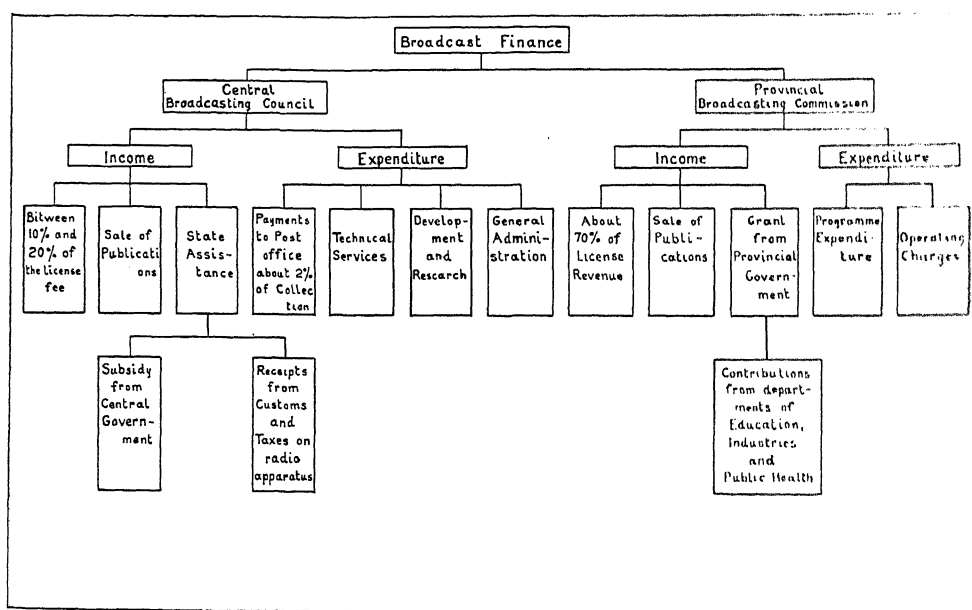 Broadcast Finance
Central
Broadcasting Council
Provincial
Broadcasting Commission
Income
Expenditure
Income
Expenditure
Bitween
10% and
20% of
the license
fee
Sale of
Publicati
ons
State
Assis-
tance
Payments
to Post
office
about 2%
of Collec
tion
Technical
Services
Develop-
ment
and
Research
General
Admini-
stration
About
70% of
License
Revenue
Sale of
Publi-
cations
Grant
from
Provincial
Govern-
ment
Programme
Expendi-
ture
Operating
Charges
Subsidy
from
Central
Govern-
ment
Receipts
from
Customs
and
Taxes on
radio
apparatus
Contributions
from depart-
ments of
Education,
Industries
and
Public Health